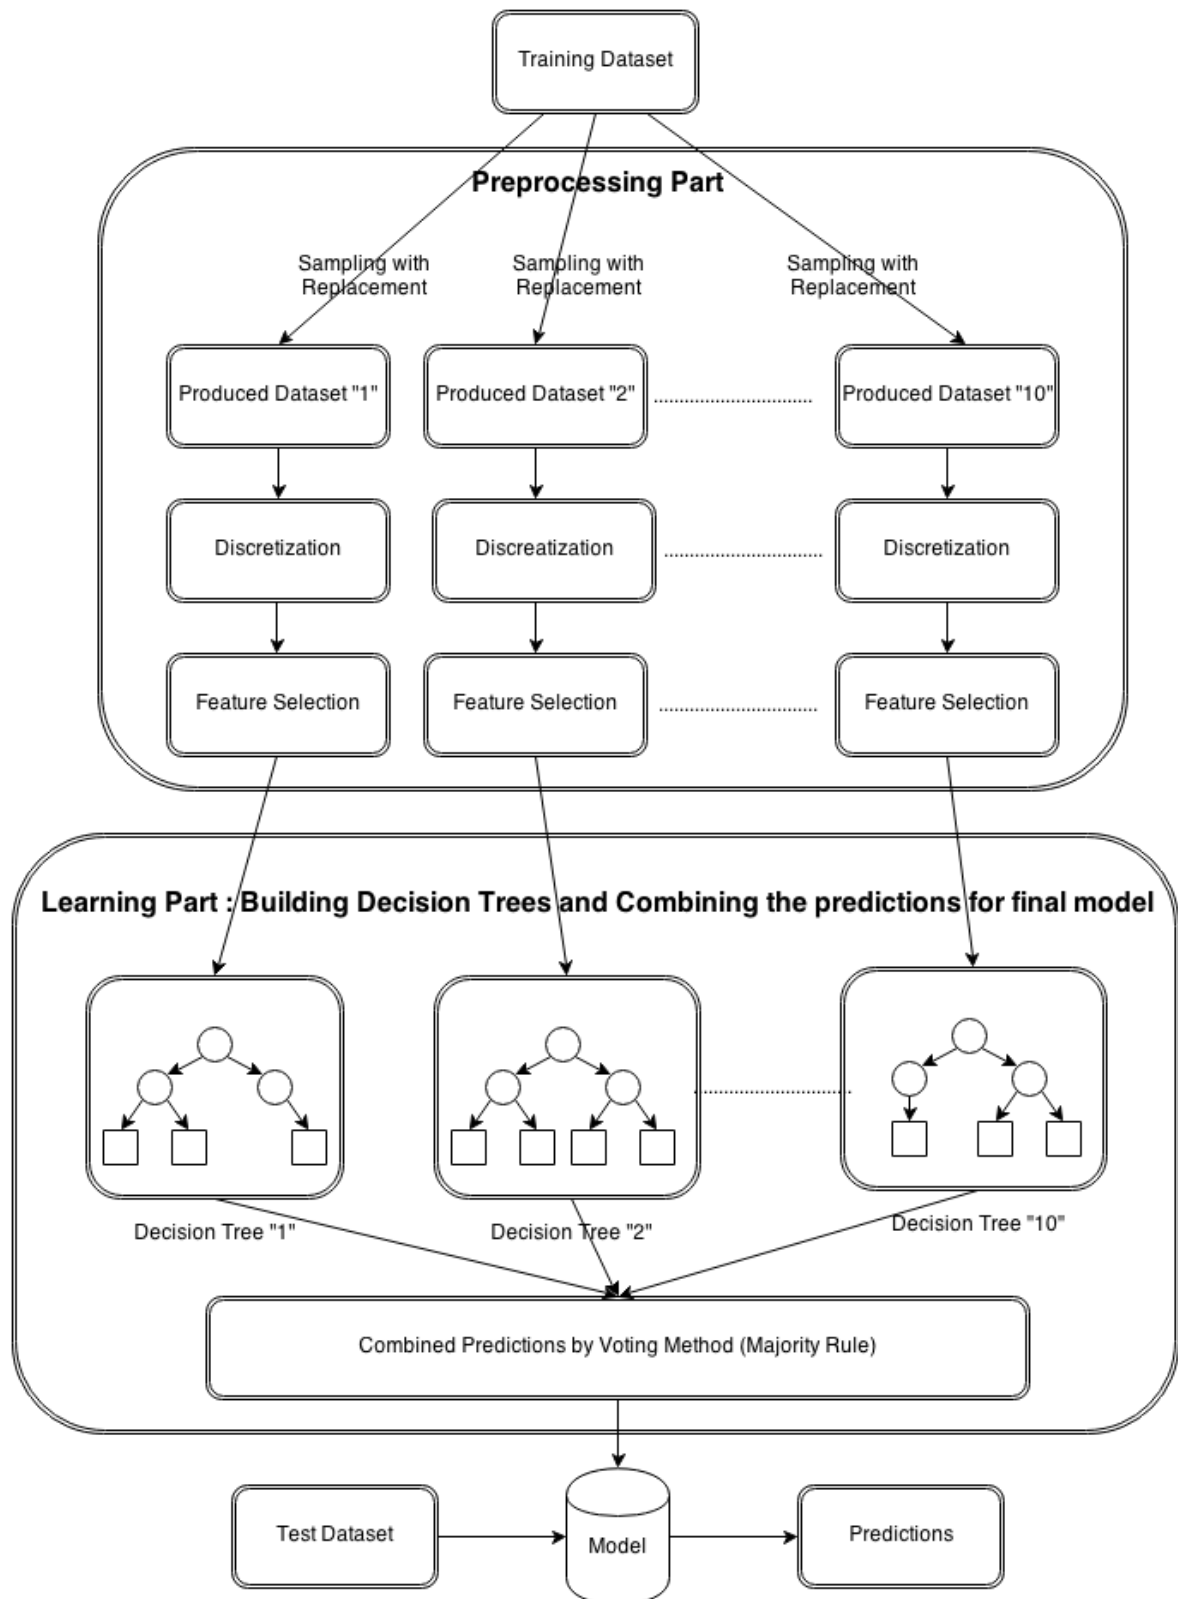 Training Dataset
Preprocessing Part
Sampling with
Replacement
Sampling with
Replacement
Sampling with
Replacement
Produced Dataset "1"
Produced Dataset "2"
Produced Dataset "10"
Discretization
Discreatization
Discretization
Feature Selection
Feature Selection
Feature Selection
Learning Part : Building Decision Trees and Combining the predictions for final model
Decision Tree "1"
Decision Tree "2"
Decision Tree "10"
Combined Predictions by Voting Method (Majority Rule)
Test Dataset
Model
Predictions